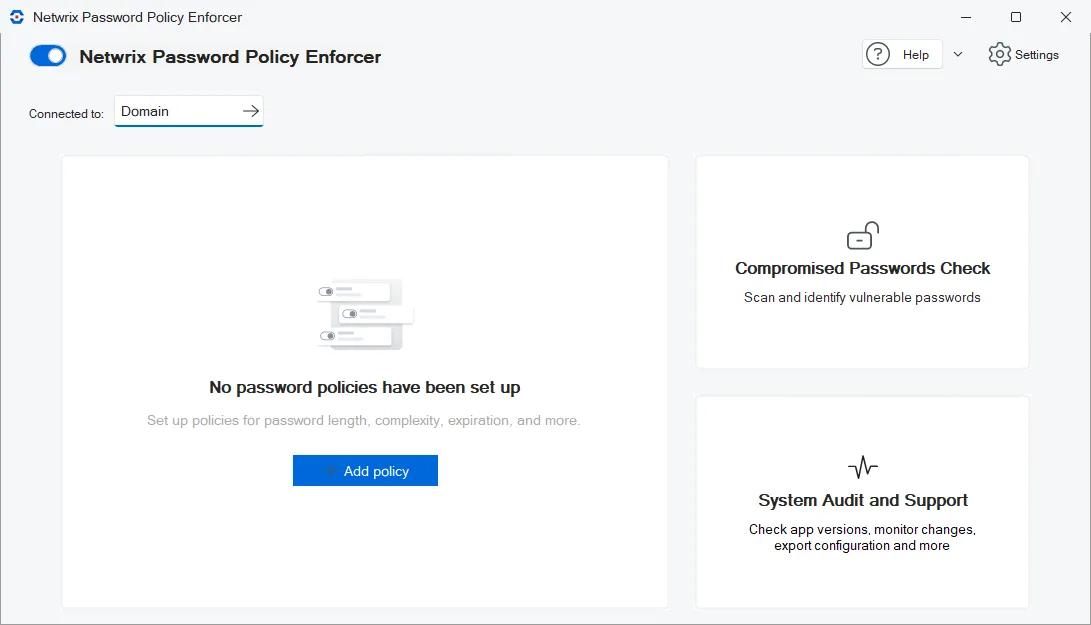 Netwrix Password Policy Enforcer
Netwrix Password Policy Enforcer
? Help
Settings
Connected to: Domain
No password policies have been set up
Set up policies for password length, complexity, expiration, and more.
+ Add policy
Compromised Passwords Check
Scan and identify vulnerable passwords
System Audit and Support
Check app versions, monitor changes,
export configuration and more